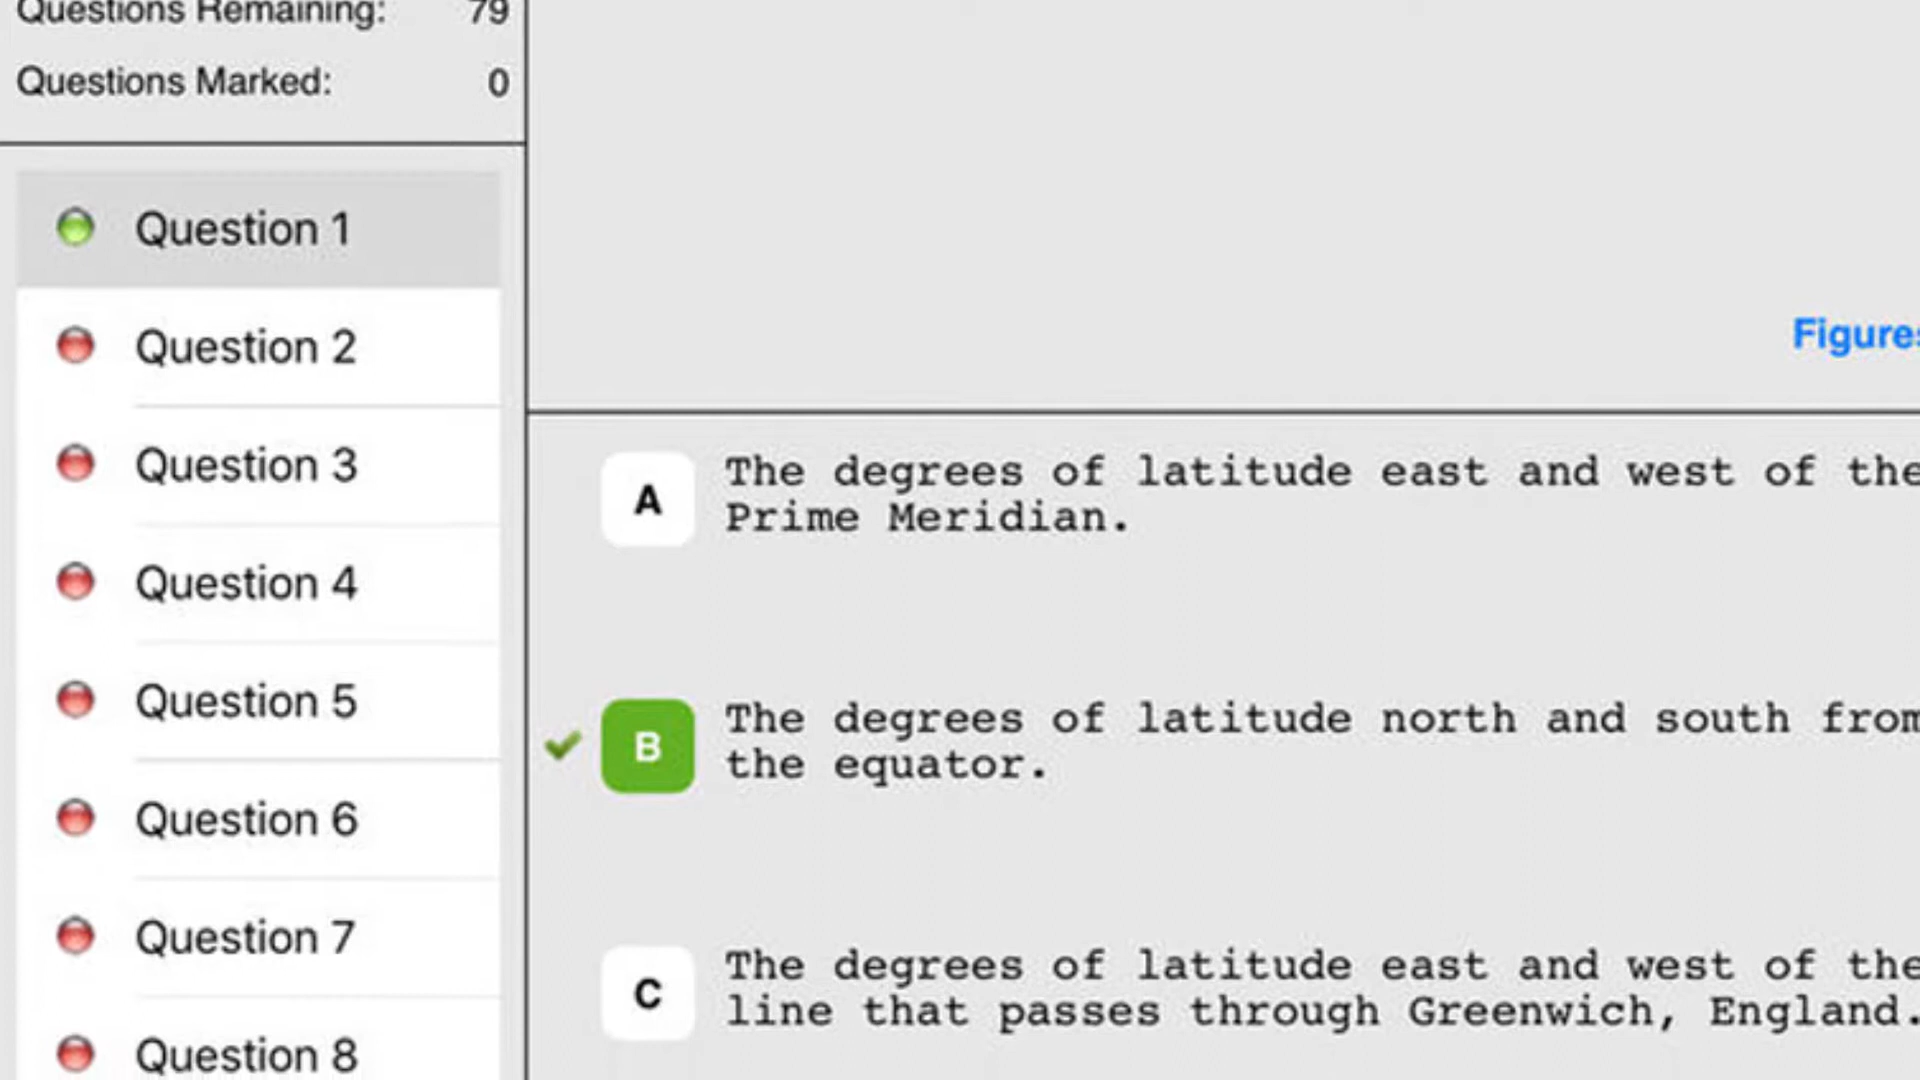 Questions Remaining: 79
Questions Marked: 0
Question 1
Question 2
Question 3
Question 4
Question 5
Question 6
Question 7
Question 8
Figures
A The degrees of latitude east and west of the
Prime Meridian.
B The degrees of latitude north and south from
the equator.
C The degrees of latitude east and west of the
line that passes through Greenwich, England.